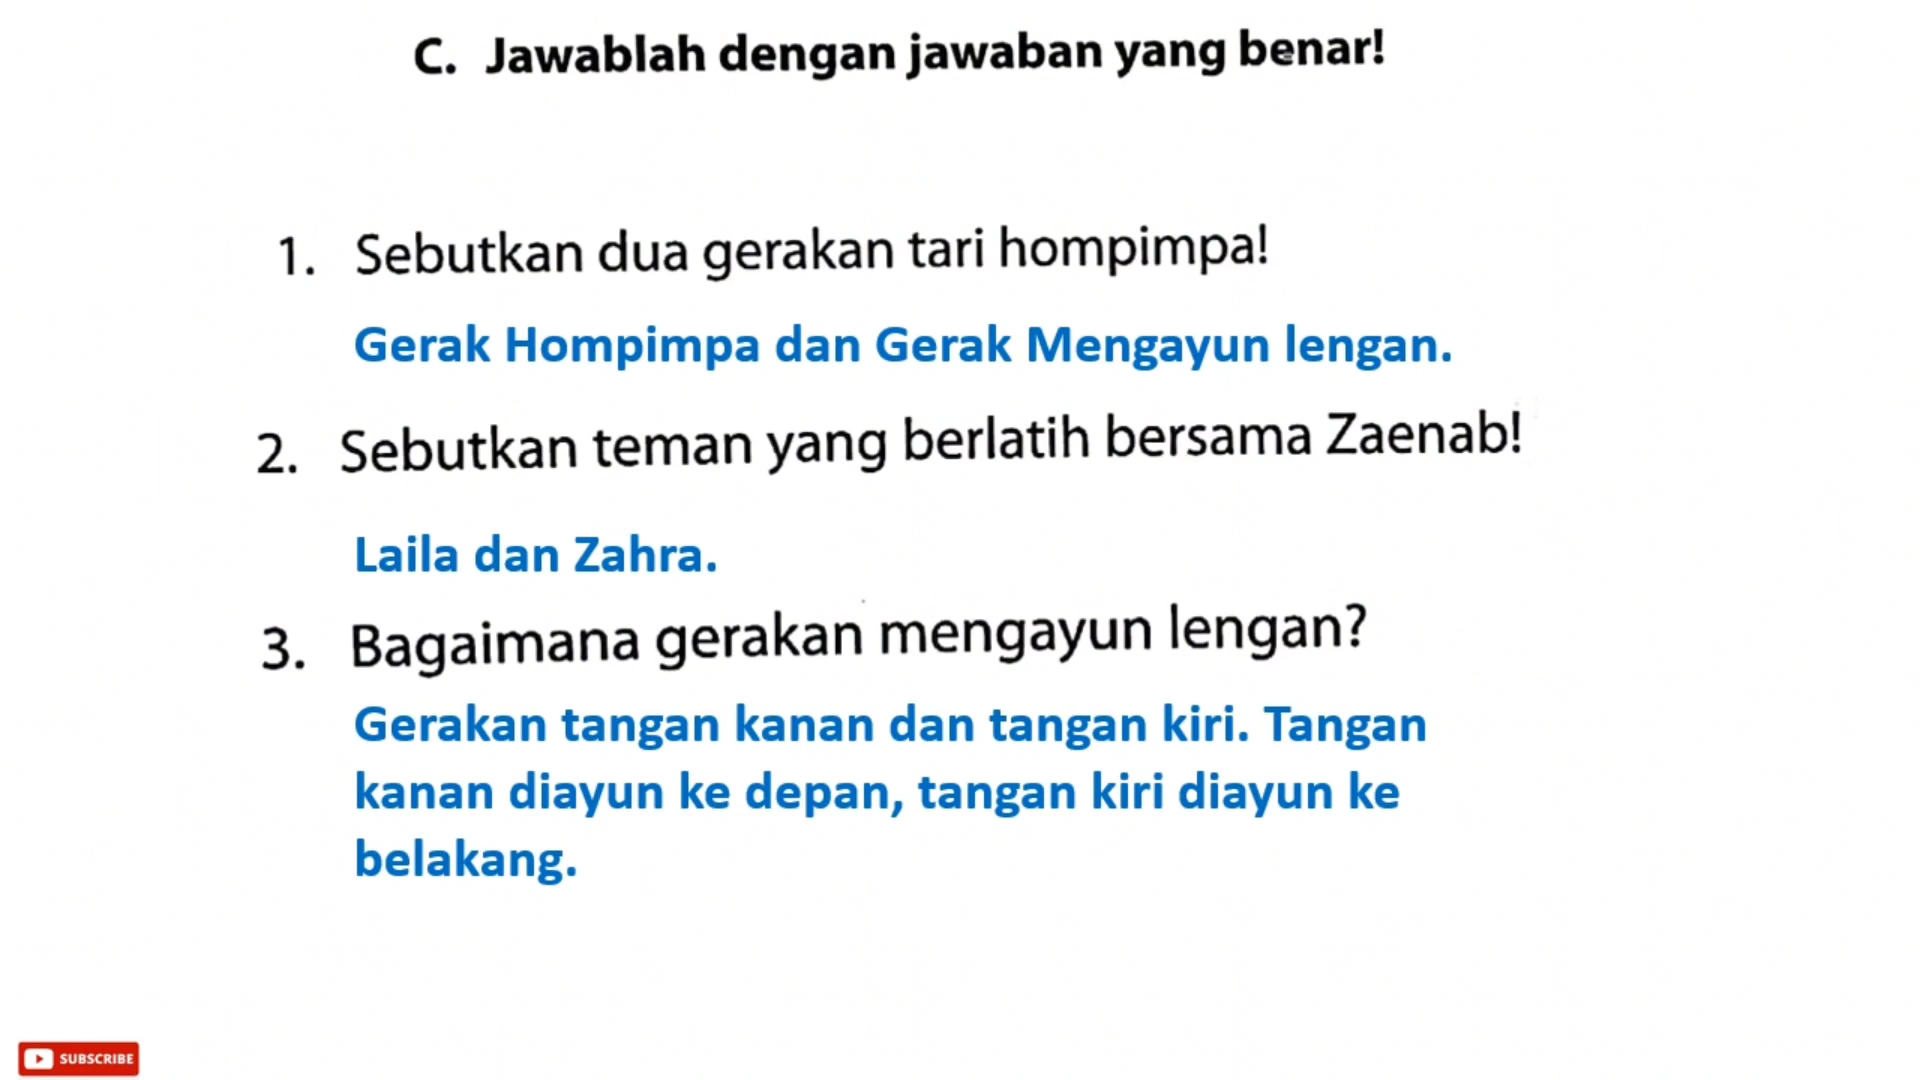 C. Jawablah dengan jawaban yang benar!
1. Sebutkan dua gerakan tari hompimpa!
Gerak Hompimpa dan Gerak Mengayun lengan.
2. Sebutkan teman yang berlatih bersama Zaenab!
Laila dan Zahra.
3. Bagaimana gerakan mengayun lengan?
Gerakan tangan kanan dan tangan kiri. Tangan
kanan diayun ke depan, tangan kiri diayun ke
belakang.
SUBSCRIBE